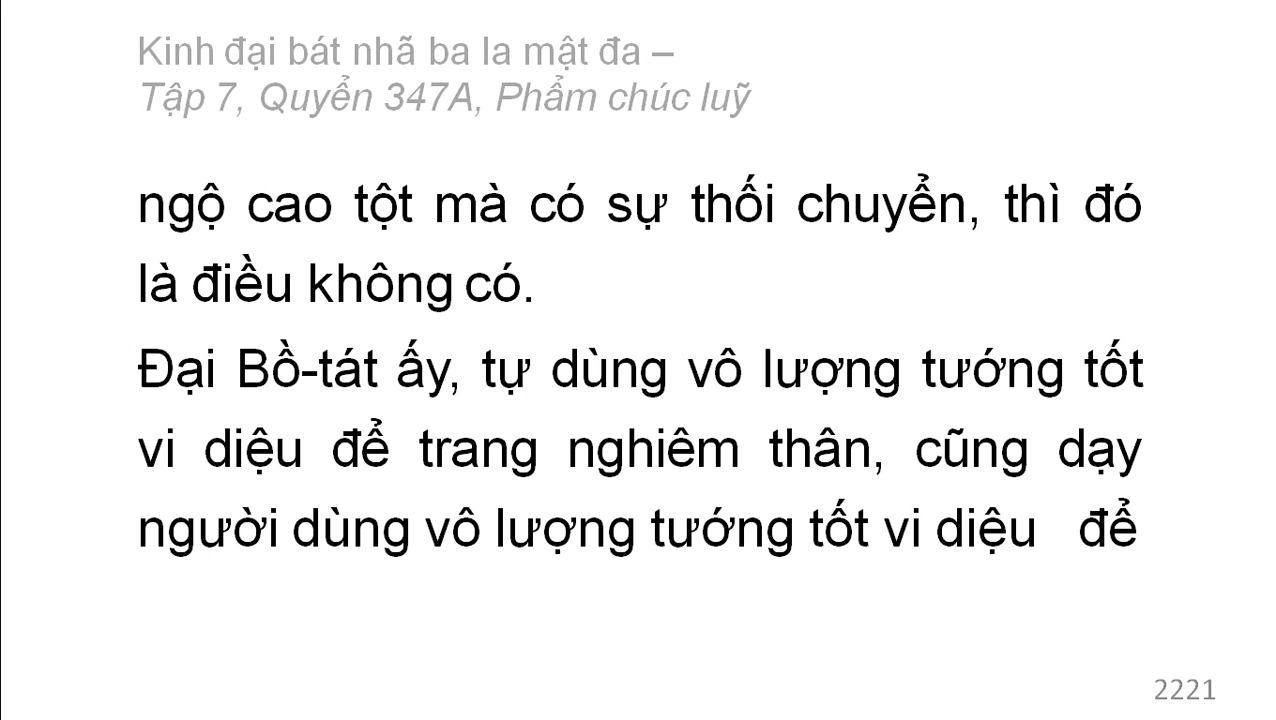 Kinh đại bát nhã ba la mật đa –
Tập 7, Quyển 347A, Phẩm chúc luỹ
ngộ cao tột mà có sự thối chuyển, thì đó
là điều không có.
Đại Bồ-tát ấy, tự dùng vô lượng tướng tốt
vi diệu để trang nghiêm thân, cũng dạy
người dùng vô lượng tướng tốt vi diệu để
2221